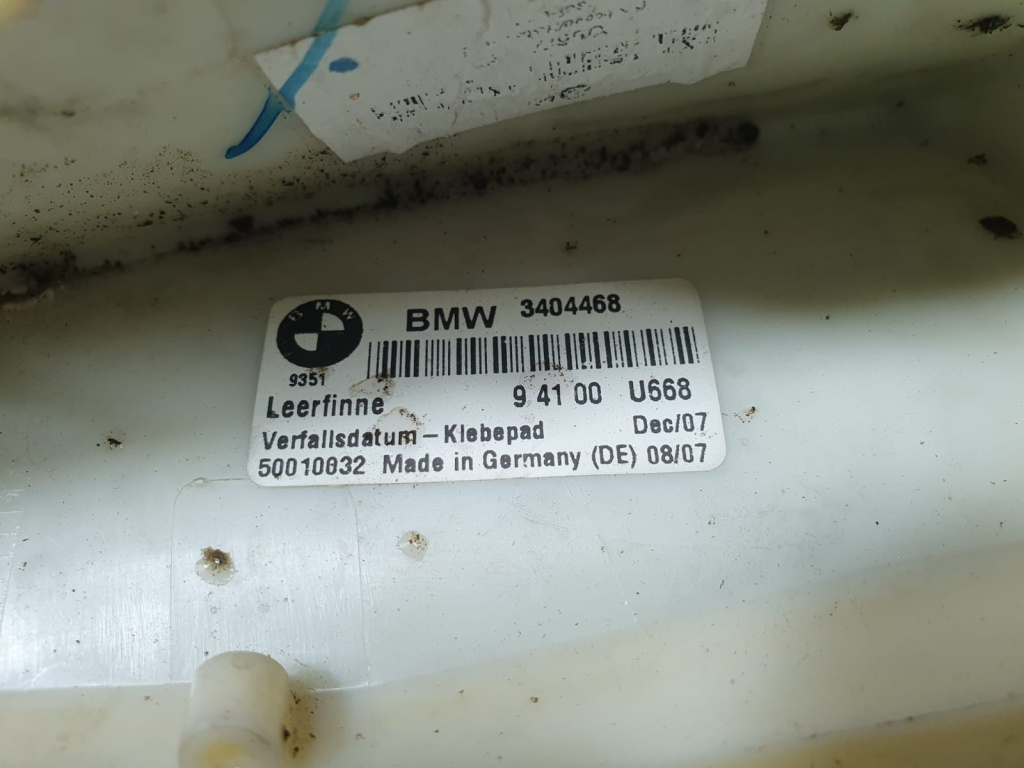 BMW
BMW 3404468
9351
Leerfinne 9 41 00 U668
Verfallsdatum – Klebepad Dec/07
50010032 Made in Germany (DE) 08/07